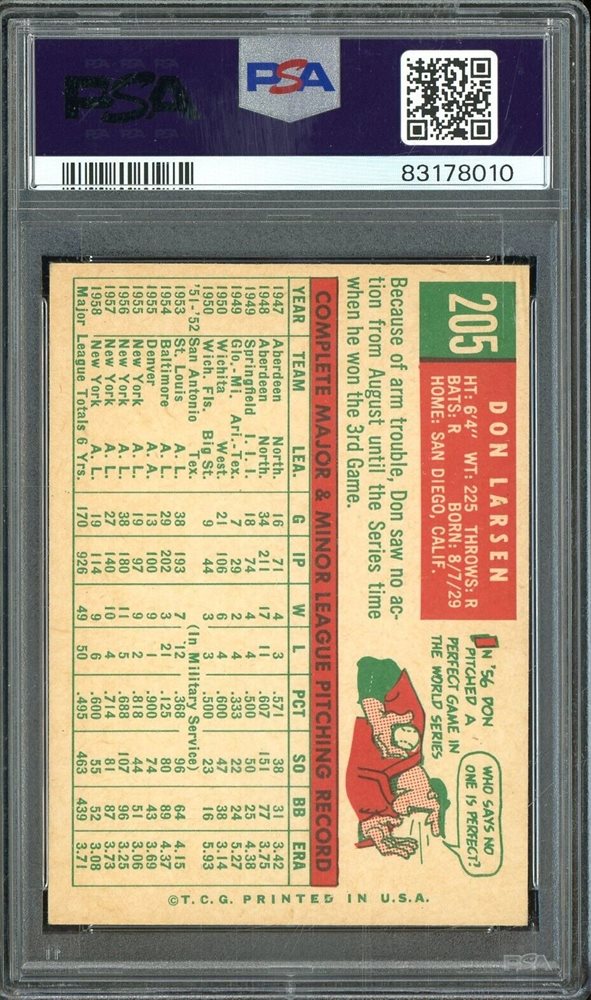 PSA
PSA
83178010
205
DON LARSEN
HT: 6'4" WT: 225 THROWS: R
BATS: R BORN: 8/7/29
HOME: SAN DIEGO, CALIF.
Because of arm trouble, Don saw no ac-
tion from August until the Series time
when he won the 3rd Game.
IN '56 DON
PITCHED A
PERFECT GAME IN
THE WORLD SERIES
WHO SAYS NO
ONE IS PERFECT?
COMPLETE MAJOR & MINOR LEAGUE PITCHING RECORD
YEAR TEAM LEA. G IP W L PCT SO BB ERA
1947 Aberdeen North. 16 71 4 3 .571 38 31 3.42
1948 Aberdeen North. 34 211 17 11 .607 151 77 3.75
1949 Springfield I. I. I. 18 74 4 4 .500 50 25 4.38
1949 Glo.-Mi. Ari.-Tex. 7 29 2 4 .333 22 24 5.27
1950 Wichita West. 21 106 6 4 .600 47 38 3.14
1950 Wich. Fls. Big St. 9 44 3 3 .500 23 16 5.93
'51-'52 San Antonio Tex. (In Military Service)
1953 St. Louis A. L. 38 193 7 12 .368 96 64 4.15
1954 Baltimore A. L. 29 202 3 21 .125 80 89 4.37
1955 Denver A. A. 13 100 9 1 .900 74 43 3.69
1955 New York A. L. 19 97 9 2 .818 44 51 3.06
1956 New York A. L. 38 180 11 5 .688 107 96 3.25
1957 New York A. L. 27 140 10 4 .714 81 87 3.73
1958 New York A. L. 19 114 9 6 .600 55 52 3.08
Major League Totals 6 Yrs. 170 926 49 50 .495 463 439 3.71
©T.C.G. PRINTED IN U.S.A.
PSA